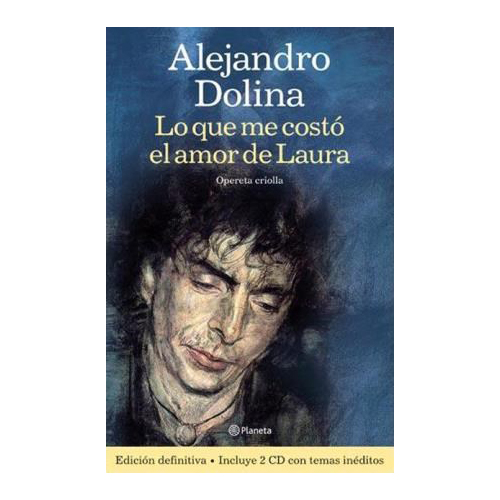 Alejandro
Dolina
Lo que me costó
el amor de Laura
Opereta criolla
Planeta
Edición definitiva • Incluye 2 CD con temas inéditos